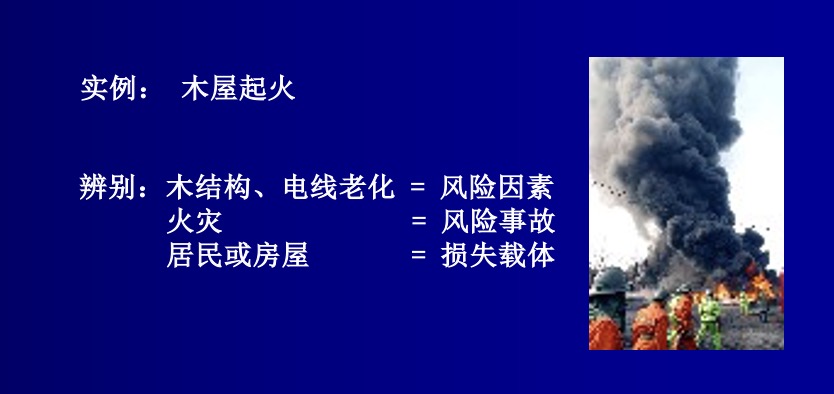 实例： 木屋起火
辨别：木结构、电线老化 = 风险因素
火灾 = 风险事故
居民或房屋 = 损失载体